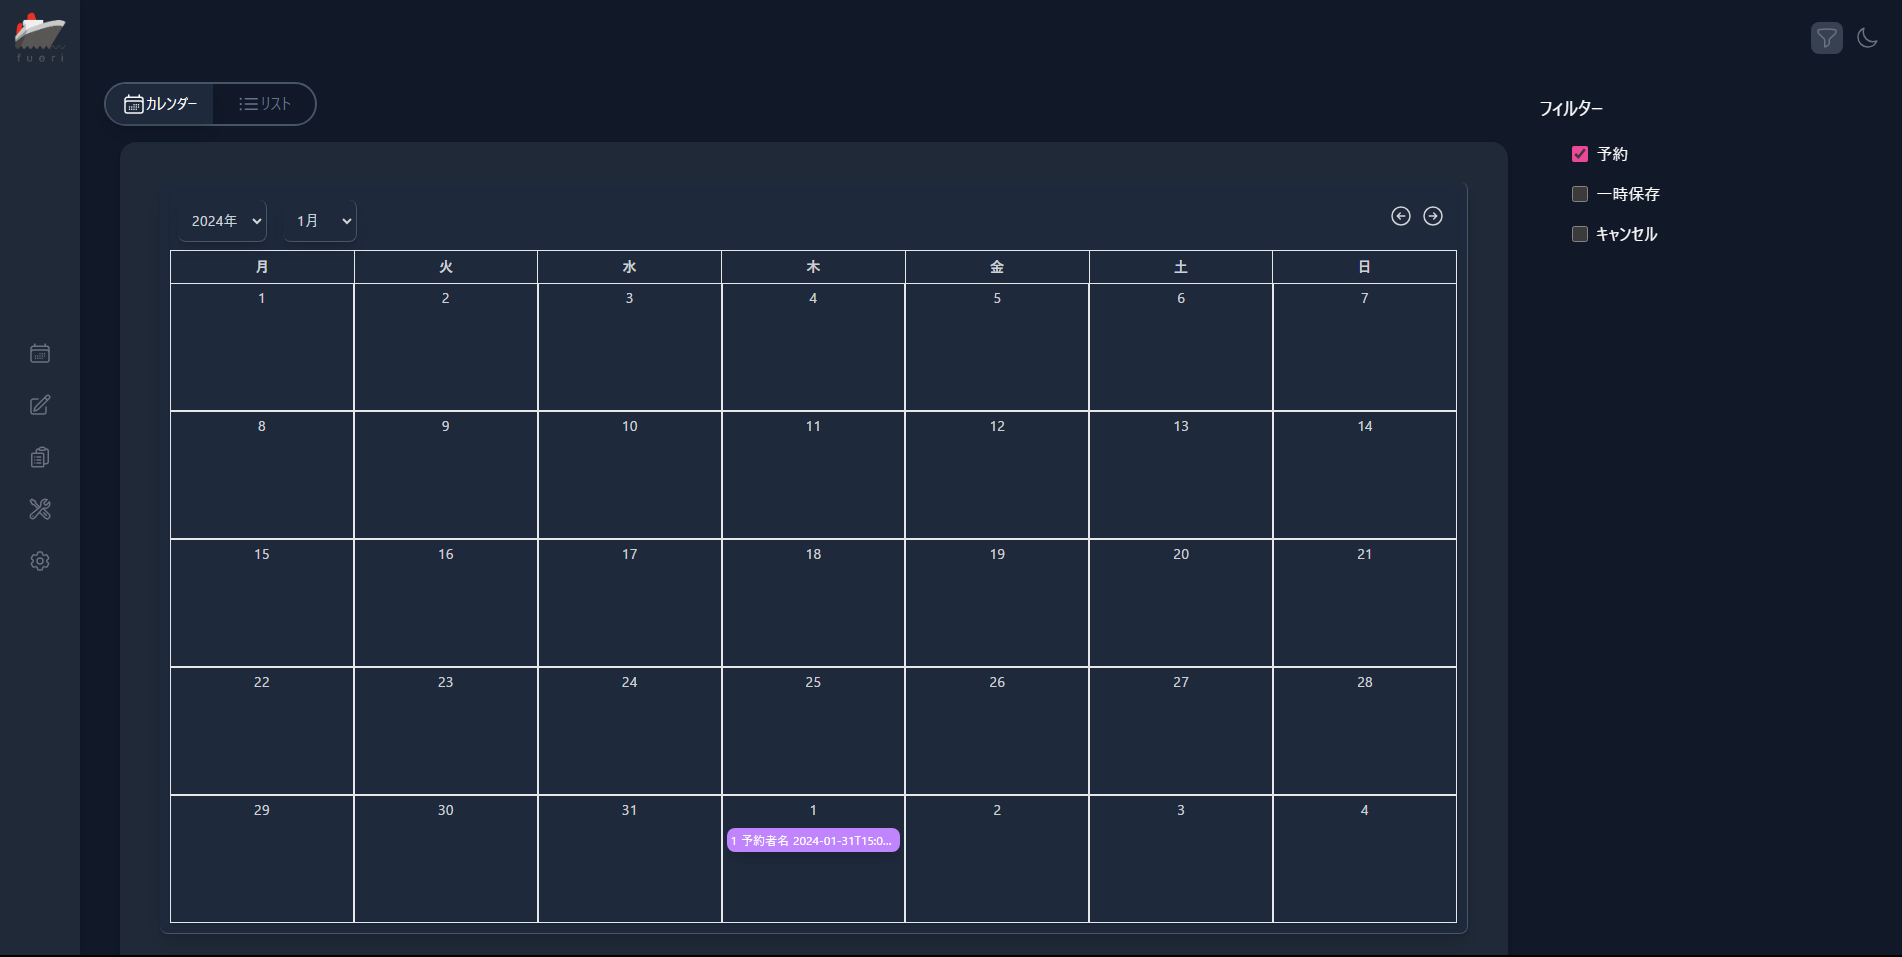 fueri
カレンダー
リスト
フィルター
予約
一時保存
キャンセル
2024年 1月
月 火 水 木 金 土 日
1 2 3 4 5 6 7
8 9 10 11 12 13 14
15 16 17 18 19 20 21
22 23 24 25 26 27 28
29 30 31 1 2 3 4
1 予約者名 2024-01-31T15:0...